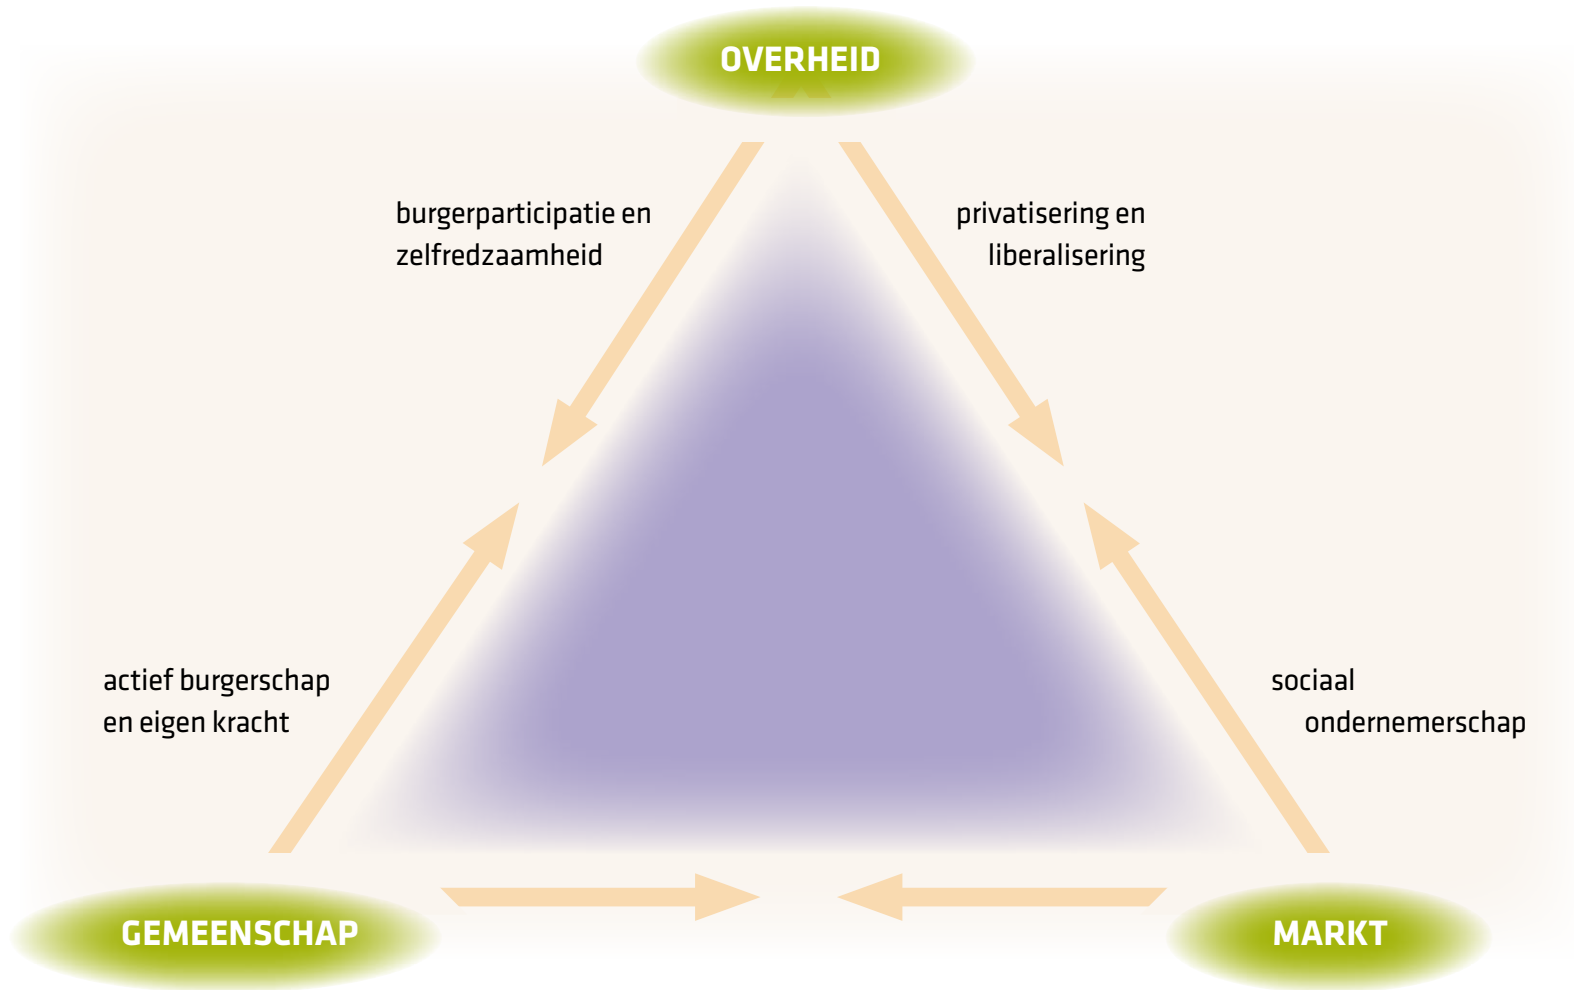 OVERHEID
burgerparticipatie en
zelfredzaamheid
privatisering en
liberalisering
actief burgerschap
en eigen kracht
sociaal
ondernemerschap
GEMEENSCHAP
MARKT